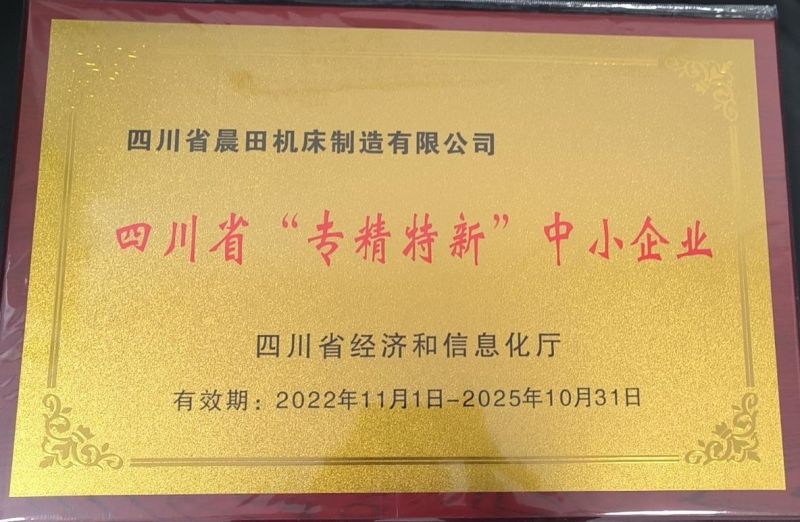 四川省晨田机床制造有限公司
四川省“专精特新”中小企业
四川省经济和信息化厅
有效期：2022年11月1日-2025年10月31日